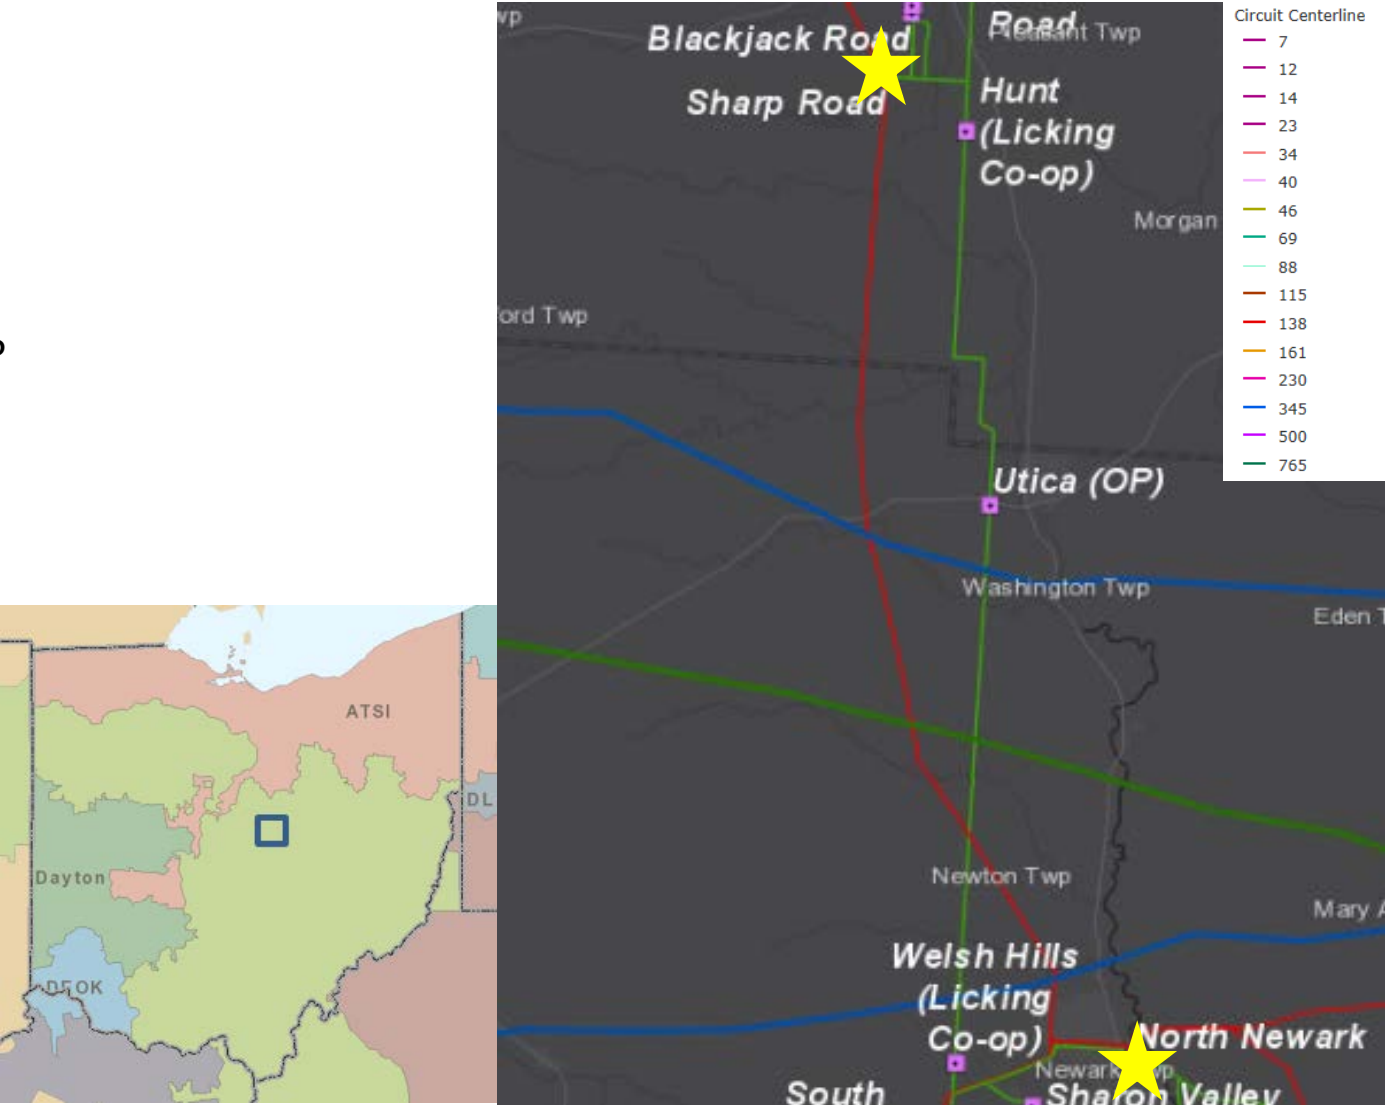 wp
Road
Pleasant Twp
Blackjack Road
Sharp Road
Hunt
(Licking
Co-op)
Morgan
ord Twp
Utica (OP)
Washington Twp
Eden T
Newton Twp
Mary A
Welsh Hills
(Licking
Co-op)
North Newark
Newark Twp
Sharon Valley
South
Circuit Centerline
7
12
14
23
34
40
46
69
88
115
138
161
230
345
500
765
ATSI
DL
Dayton
DEOK